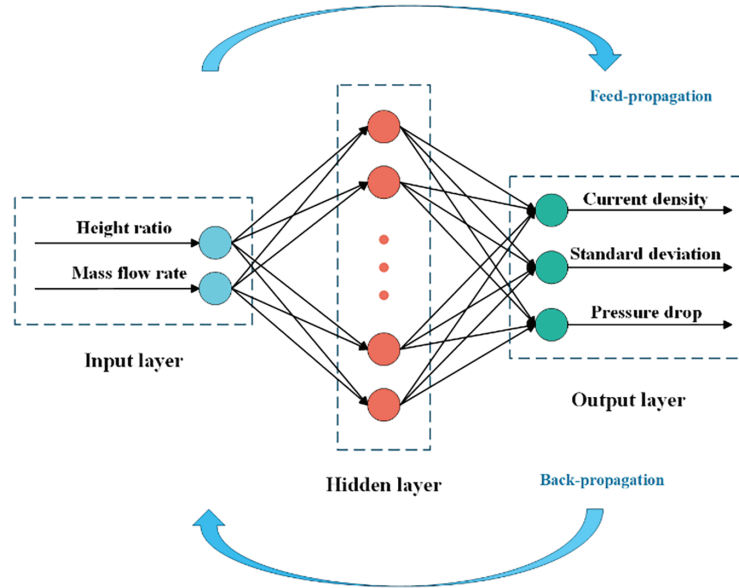 Feed-propagation
Height ratio
Mass flow rate
Input layer
Hidden layer
Current density
Standard deviation
Pressure drop
Output layer
Back-propagation